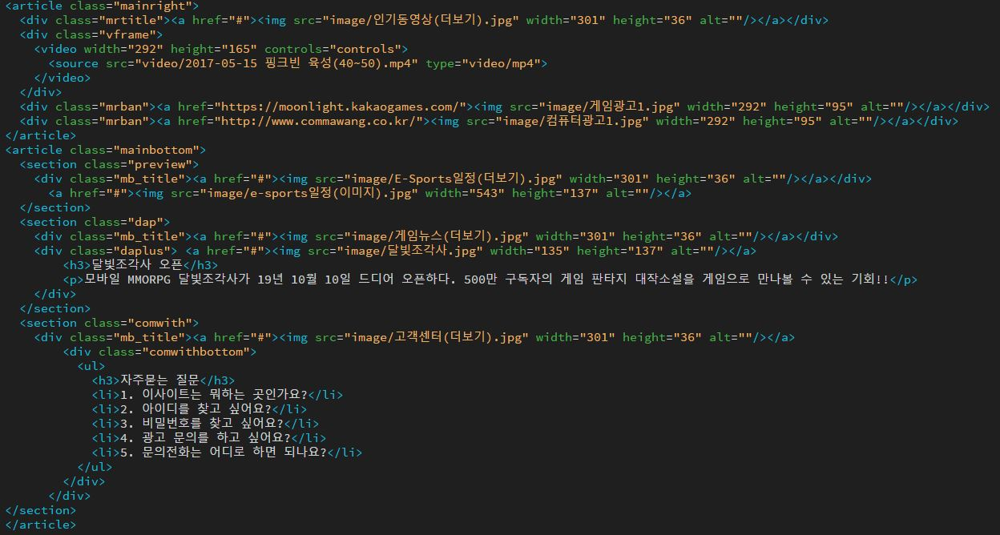 <article class="mainright">
<div class="mrtitle"><a href="#"><img src="image/인기동영상(더보기).jpg" width="301" height="36" alt=""/></a></div>
<div class="vframe">
<video width="292" height="165" controls="controls">
<source src="video/2017-05-15 핑크빈 육성(40~50).mp4" type="video/mp4">
</video>
</div>
<div class="mrban"><a href="https://moonlight.kakaogames.com/"><img src="image/게임광고1.jpg" width="292" height="95" alt=""/></a></div>
<div class="mrban"><a href="http://www.commawang.co.kr/"><img src="image/컴퓨터광고1.jpg" width="292" height="95" alt=""/></a></div>
</article>
<article class="mainbottom">
<section class="preview">
<div class="mb_title"><a href="#"><img src="image/E-Sports일정(더보기).jpg" width="301" height="36" alt=""/></a></div>
<a href="#"><img src="image/e-sports일정(이미지).jpg" width="543" height="137" alt=""/></a>
</section>
<section class="dap">
<div class="mb_title"><a href="#"><img src="image/게임뉴스(더보기).jpg" width="301" height="36" alt=""/></a></div>
<div class="daplus"> <a href="#"><img src="image/달빛조각사.jpg" width="135" height="137" alt=""/></a>
<h3>달빛조각사 오픈</h3>
<p>모바일 MMORPG 달빛조각사가 19년 10월 10일 드디어 오픈하다. 500만 구독자의 게임 판타지 대작소설을 게임으로 만나볼 수 있는 기회!!</p>
</div>
</section>
<section class="comwith">
<div class="mb_title"><a href="#"><img src="image/고객센터(더보기).jpg" width="301" height="36" alt=""/></a>
<div class="comwithbottom">
<ul>
<h3>자주묻는 질문</h3>
<li>1. 이사이트는 뭐하는 곳인가요?</li>
<li>2. 아이디를 찾고 싶어요?</li>
<li>3. 비밀번호를 찾고 싶어요?</li>
<li>4. 광고 문의를 하고 싶어요?</li>
<li>5. 문의전화는 어디로 하면 되나요?</li>
</ul>
</div>
</div>
</section>
</article>